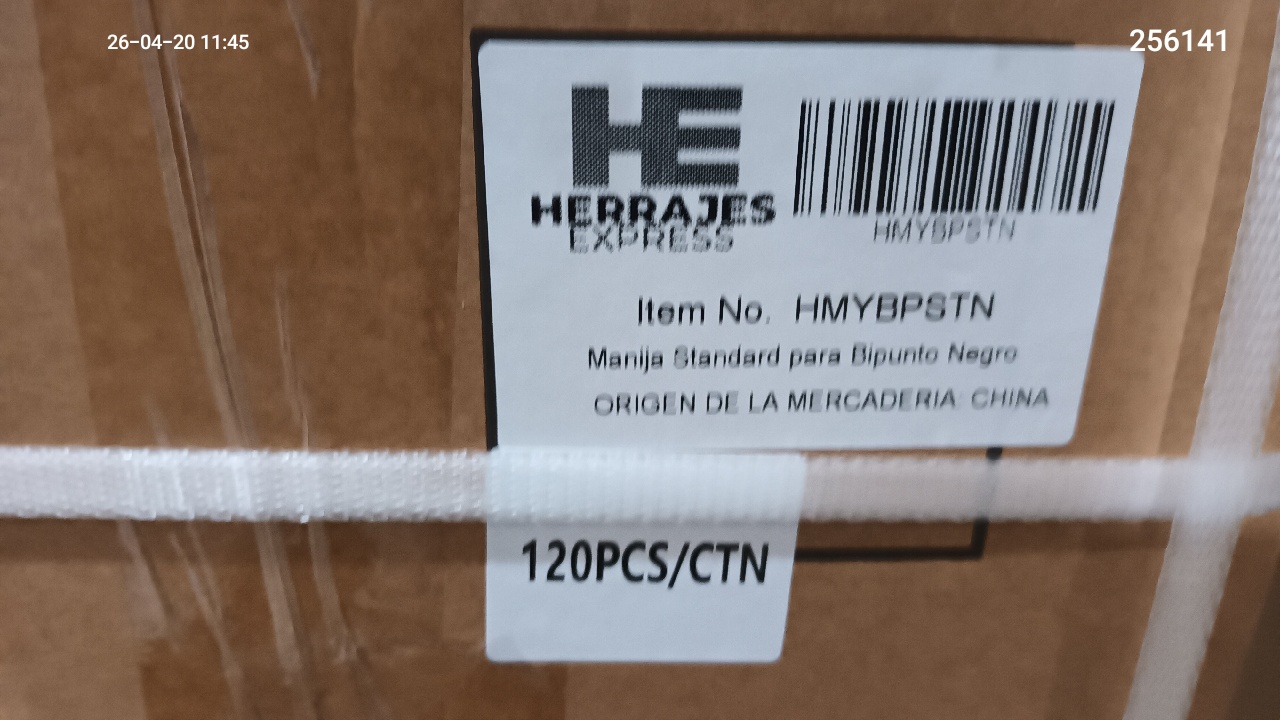 26-04-20 11:45
256141
HE
HERRAJES
EXPRESS
HMYBPSTN
Item No. HMYBPSTN
Manija Standard para Bipunto Negro
ORIGEN DE LA MERCADERIA: CHINA
120PCS/CTN